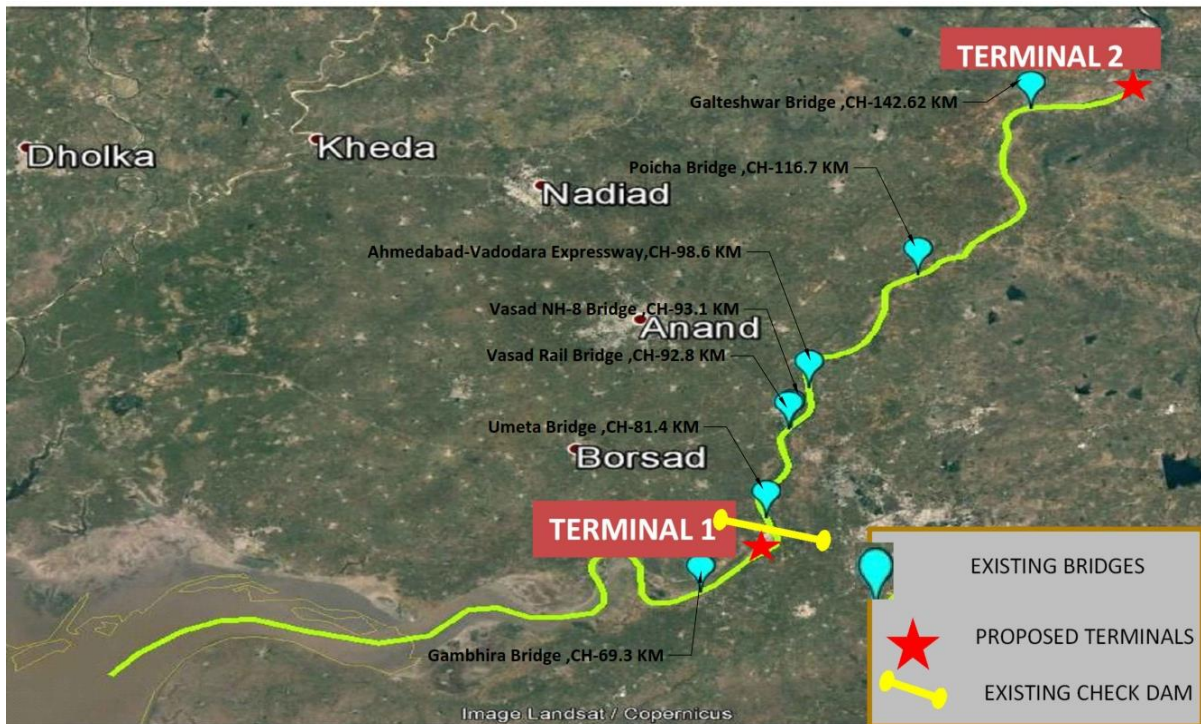 TERMINAL 2
Galteshwar Bridge ,CH-142.62 KM
Dholka
Kheda
Poicha Bridge ,CH-116.7 KM
Nadiad
Ahmedabad-Vadodara Expressway,CH-98.6 KM
Vasad NH-8 Bridge ,CH-93.1 KM
Anand
Vasad Rail Bridge ,CH-92.8 KM
Umeta Bridge ,CH-81.4 KM
Borsad
TERMINAL 1
Gambhira Bridge ,CH-69.3 KM
EXISTING BRIDGES
PROPOSED TERMINALS
EXISTING CHECK DAM
Image Landsat / Copernicus